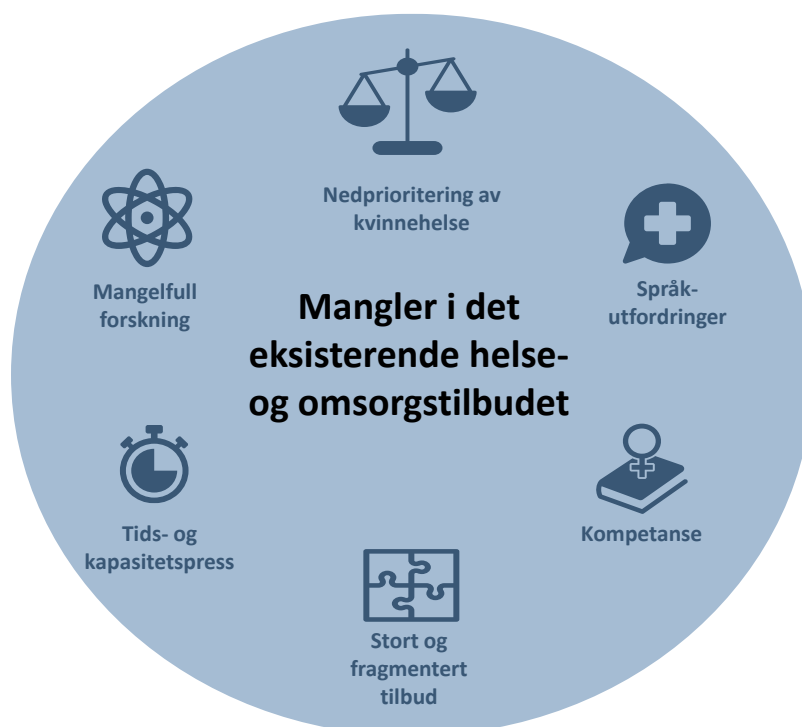 Nedprioritering av
kvinnehelse
Mangelfull
forskning
Språk-
utfordringer
Mangler i det
eksisterende helse-
og omsorgstilbudet
Tids- og
kapasitetspress
Kompetanse
Stort og
fragmentert
tilbud